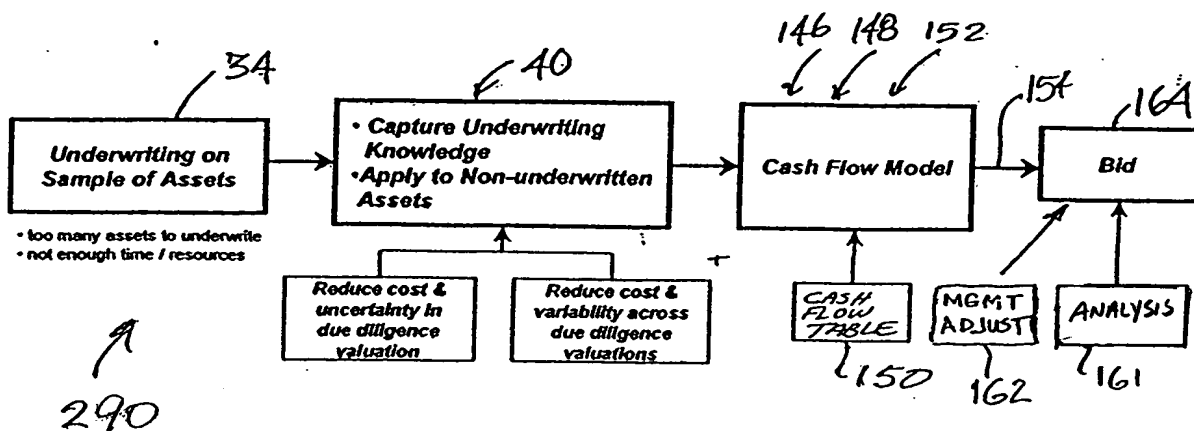 146 148 152
34
40
154
164
Underwriting on
Sample of Assets
• Capture Underwriting
Knowledge
• Apply to Non-underwritten
Assets
Cash Flow Model
Bid
• too many assets to underwrite
• not enough time / resources
Reduce cost &
uncertainty in
due diligence
valuation
Reduce cost &
variability across
due diligence
valuations
CASH
FLOW
TABLE
MGMT
ADJUST
ANALYSIS
150
162
161
290